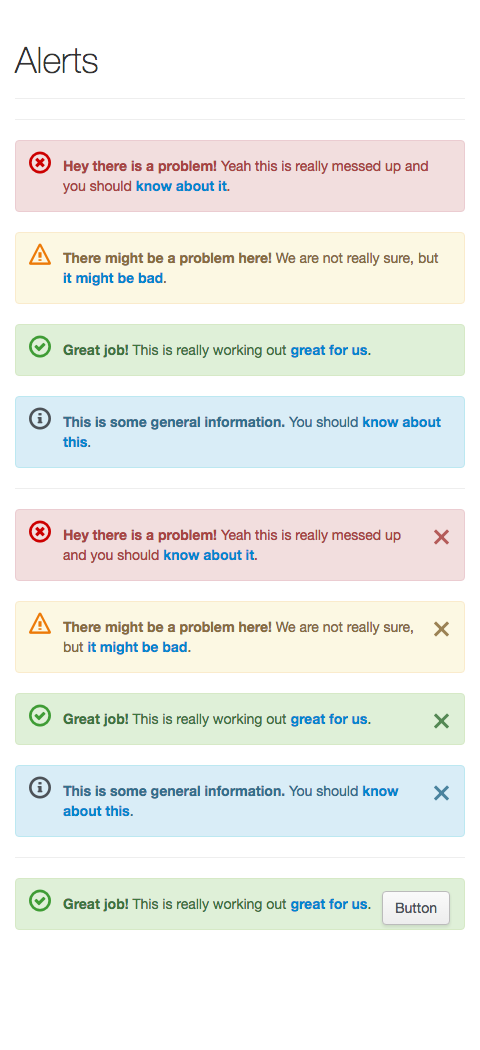 Alerts
Hey there is a problem! Yeah this is really messed up and
you should know about it.
There might be a problem here! We are not really sure, but
it might be bad.
Great job! This is really working out great for us.
This is some general information. You should know about
this.
Hey there is a problem! Yeah this is really messed up
and you should know about it.
There might be a problem here! We are not really sure,
but it might be bad.
Great job! This is really working out great for us.
This is some general information. You should know
about this.
Great job! This is really working out great for us.
Button